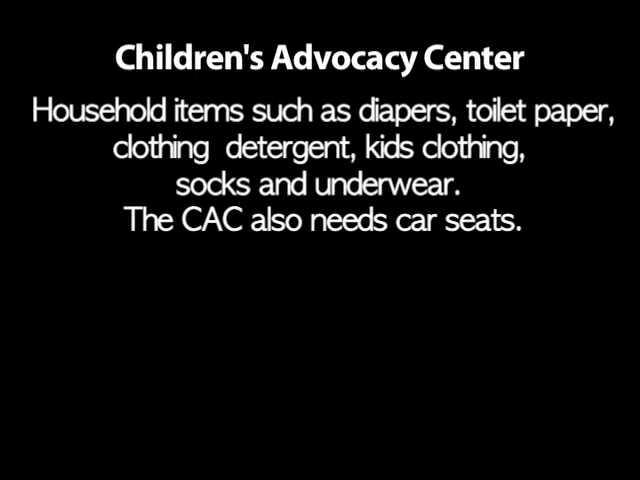 Children's Advocacy Center
Household items such as diapers, toilet paper,
clothing  detergent, kids clothing,
socks and underwear.
The CAC also needs car seats.